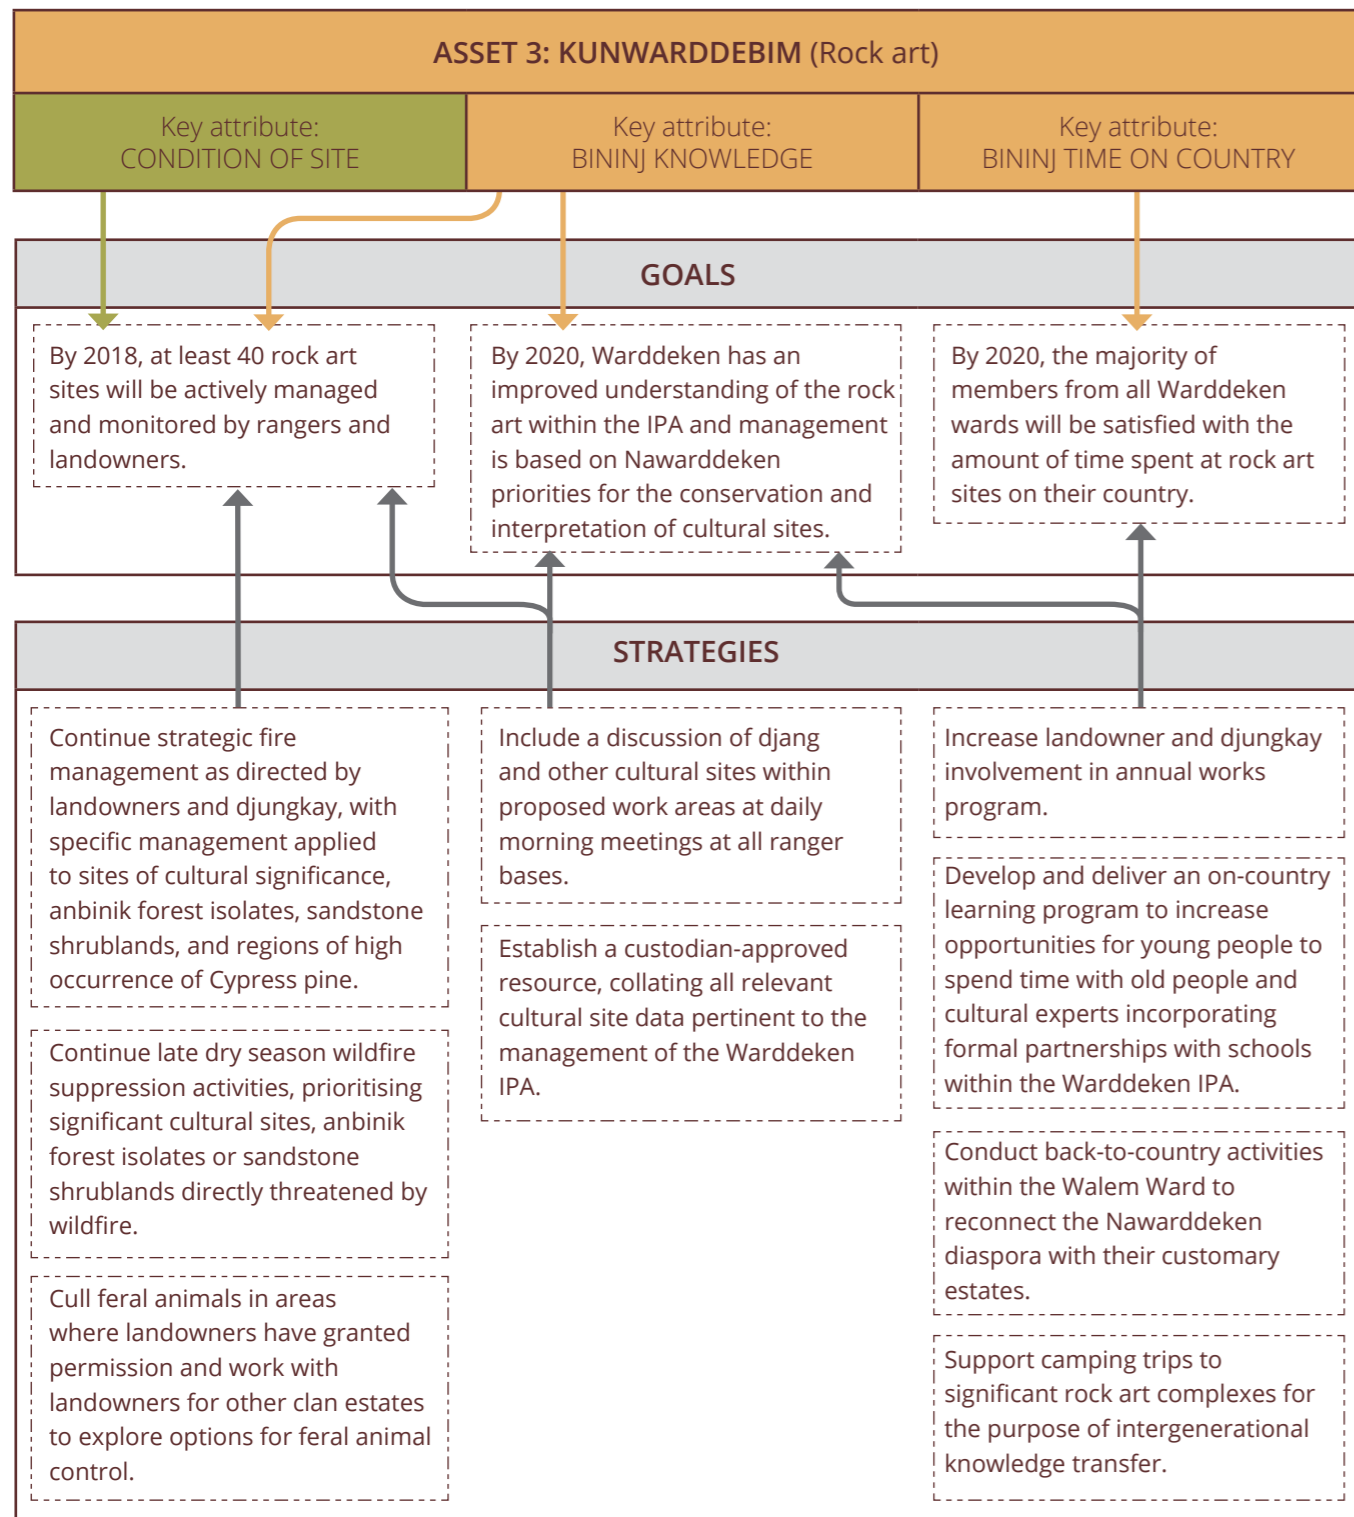 ASSET 3: KUNWARDDEBIM (Rock art)
Key attribute:
CONDITION OF SITE
Key attribute:
BININJ KNOWLEDGE
Key attribute:
BININJ TIME ON COUNTRY
GOALS
By 2018, at least 40 rock art
sites will be actively managed
and monitored by rangers and
landowners.
By 2020, Warddeken has an
improved understanding of the rock
art within the IPA and management
is based on Nawarddeken
priorities for the conservation and
interpretation of cultural sites.
By 2020, the majority of
members from all Warddeken
wards will be satisfied with the
amount of time spent at rock art
sites on their country.
STRATEGIES
Continue strategic fire
management as directed by
landowners and djungkay, with
specific management applied
to sites of cultural significance,
anbinik forest isolates, sandstone
shrublands, and regions of high
occurrence of Cypress pine.
Continue late dry season wildfire
suppression activities, prioritising
significant cultural sites, anbinik
forest isolates or sandstone
shrublands directly threatened by
wildfire.
Cull feral animals in areas
where landowners have granted
permission and work with
landowners for other clan estates
to explore options for feral animal
control.
Include a discussion of djang
and other cultural sites within
proposed work areas at daily
morning meetings at all ranger
bases.
Establish a custodian-approved
resource, collating all relevant
cultural site data pertinent to the
management of the Warddeken
IPA.
Increase landowner and djungkay
involvement in annual works
program.
Develop and deliver an on-country
learning program to increase
opportunities for young people to
spend time with old people and
cultural experts incorporating
formal partnerships with schools
within the Warddeken IPA.
Conduct back-to-country activities
within the Walem Ward to
reconnect the Nawarddeken
diaspora with their customary
estates.
Support camping trips to
significant rock art complexes for
the purpose of intergenerational
knowledge transfer.